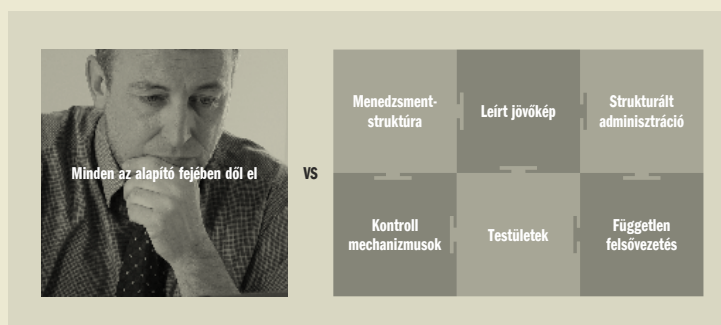 Minden az alapító fejében dől el
VS
Menedzsment-
struktúra
Leírt jövőkép
Strukturált
adminisztráció
Kontroll
mechanizmusok
Testületek
Független
felsővezetés